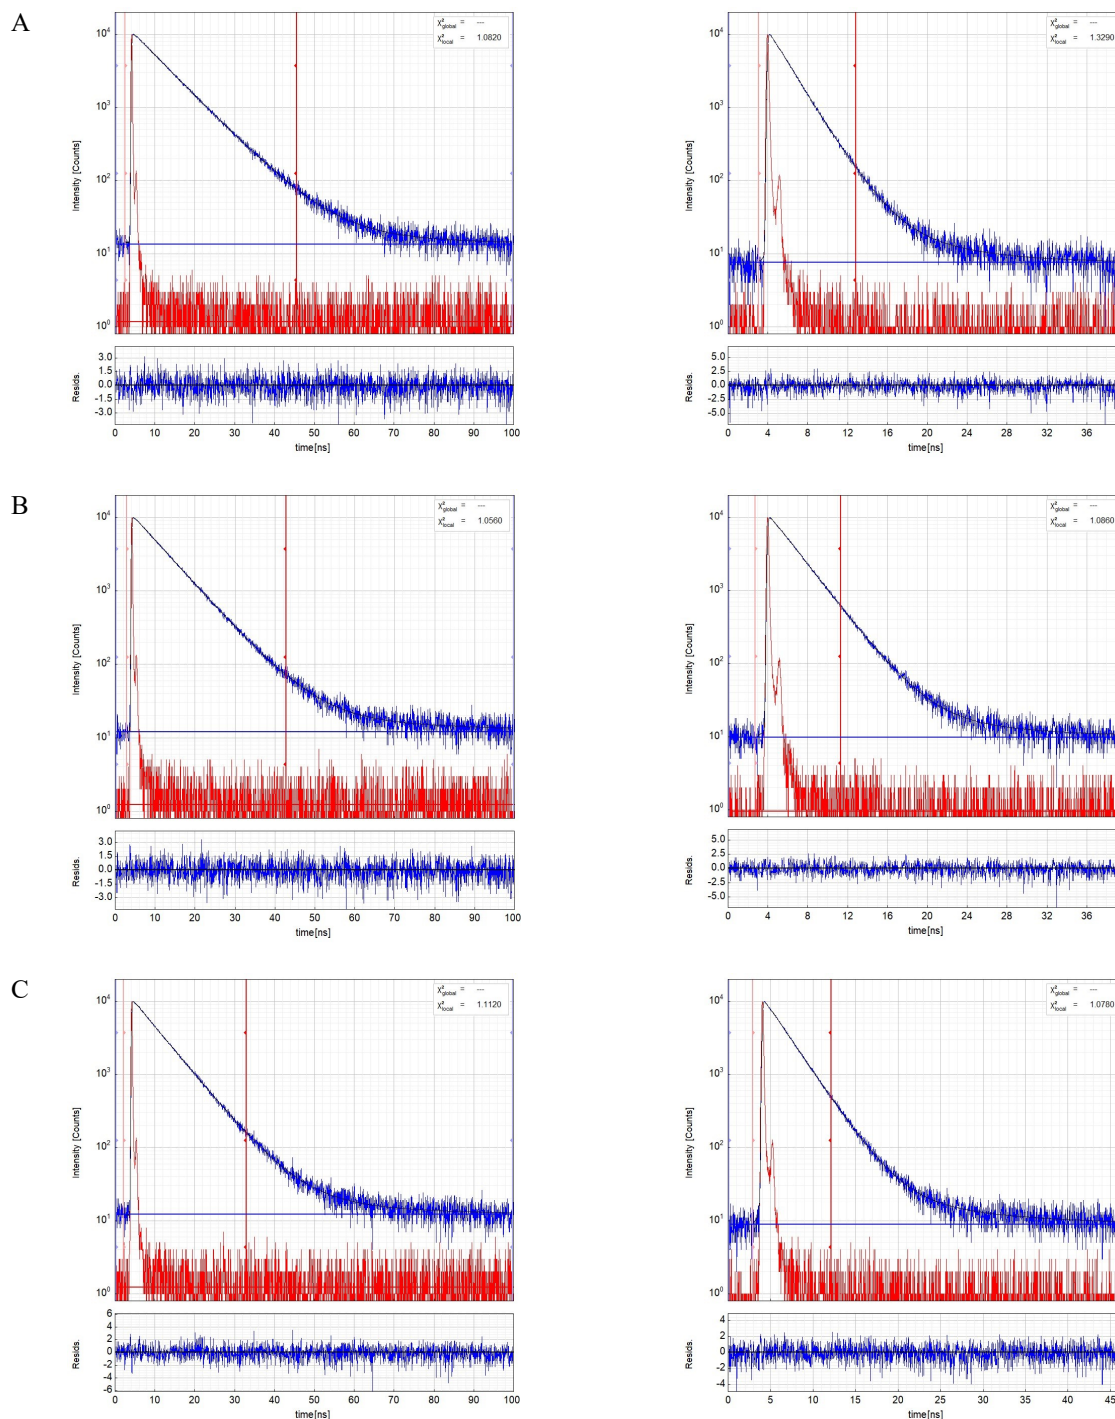 A
10⁴
10³
10²
10¹
10⁰
Intensity [Counts]
χ²global = ---
χ²local = 1.0820
3.0
1.5
0.0
-1.5
-3.0
Resids.
0 10 20 30 40 50 60 70 80 90 100
time[ns]
10⁴
10³
10²
10¹
10⁰
Intensity [Counts]
χ²global = ---
χ²local = 1.3290
5.0
2.5
0.0
-2.5
-5.0
Resids.
0 4 8 12 16 20 24 28 32 36
time[ns]
B
10⁴
10³
10²
10¹
10⁰
Intensity [Counts]
χ²global = ---
χ²local = 1.0560
3.0
1.5
0.0
-1.5
-3.0
Resids.
0 10 20 30 40 50 60 70 80 90 100
time[ns]
10⁴
10³
10²
10¹
10⁰
Intensity [Counts]
χ²global = ---
χ²local = 1.0860
5.0
2.5
0.0
-2.5
-5.0
Resids.
0 4 8 12 16 20 24 28 32 36
time[ns]
C
10⁴
10³
10²
10¹
10⁰
Intensity [Counts]
χ²global = ---
χ²local = 1.1120
6
4
2
0
-2
-4
-6
Resids.
0 10 20 30 40 50 60 70 80 90 100
time[ns]
10⁴
10³
10²
10¹
10⁰
Intensity [Counts]
χ²global = ---
χ²local = 1.0780
4
2
0
-2
-4
Resids.
0 5 10 15 20 25 30 35 40 45
time[ns]